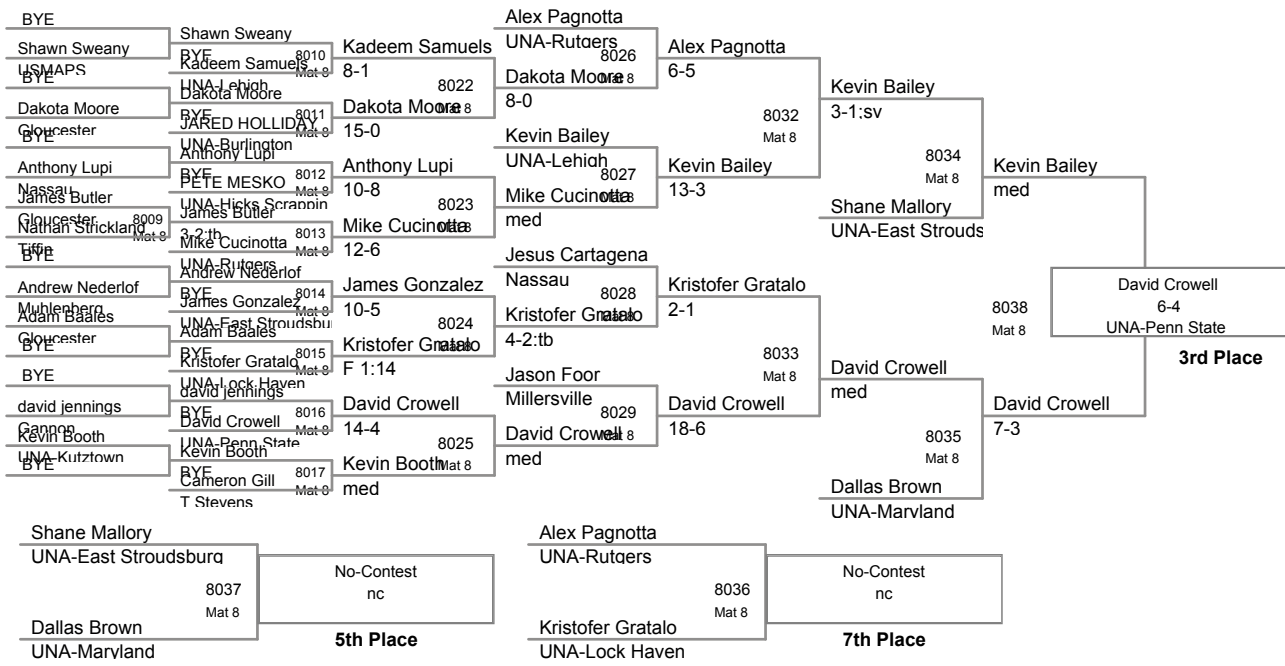 BYE
Shawn Sweany
USMAPS
BYE
Dakota Moore
Gloucester
BYE
Anthony Lupi
Nassau
James Butler
Gloucester
8009
Nathan Strickland
Mat 8
Tiffin
BYE
Andrew Nederlof
Muhlenberg
Adam Baales
Gloucester
BYE
BYE
david jennings
Gannon
Kevin Booth
UNA-Kutztown
BYE
Shawn Sweany
BYE
8010
Kadeem Samuels
Mat 8
UNA-Lehigh
Dakota Moore
BYE
8011
JARED HOLLIDAY
Mat 8
UNA-Burlington
Anthony Lupi
BYE
8012
PETE MESKO
Mat 8
UNA-Hicks Scrappin
James Butler
3-2:th
8013
Mike Cucinotta
Mat 8
UNA-Rutgers
Andrew Nederlof
BYE
8014
James Gonzalez
Mat 8
UNA-East Stroudsbu
Adam Baales
BYE
8015
Kristofer Gratalo
Mat 8
UNA-Lock Haven
david jennings
BYE
8016
David Crowell
Mat 8
UNA-Penn State
Kevin Booth
BYE
8017
Cameron Gill
Mat 8
T Stevens
Kadeem Samuels
8-1
8022
Dakota Moore
Mat 8
15-0
Anthony Lupi
10-8
8023
Mike Cucinotta
Mat 8
12-6
James Gonzalez
10-5
8024
Kristofer Gratalo
Mat 8
F 1:14
David Crowell
14-4
8025
Kevin Booth
Mat 8
med
Alex Pagnotta
UNA-Rutgers
8026
Dakota Moore
Mat 8
8-0
Kevin Bailey
UNA-Lehigh
8027
Mike Cucinotta
Mat 8
med
Jesus Cartagena
Nassau
8028
Kristofer Gratalo
Mat 8
4-2:tb
Jason Foor
Millersville
8029
David Crowell
Mat 8
med
Alex Pagnotta
6-5
8032
Mat 8
Kevin Bailey
13-3
Kristofer Gratalo
2-1
8033
Mat 8
David Crowell
18-6
Kevin Bailey
3-1;sv
8034
Mat 8
Shane Mallory
UNA-East Strouds
David Crowell
med
8035
Mat 8
Dallas Brown
UNA-Maryland
Kevin Bailey
med
8038
Mat 8
David Crowell
7-3
David Crowell
6-4
UNA-Penn State
3rd Place
Shane Mallory
UNA-East Stroudsburg
8037
Mat 8
Dallas Brown
UNA-Maryland
No-Contest
nc
5th Place
Alex Pagnotta
UNA-Rutgers
8036
Mat 8
Kristofer Gratalo
UNA-Lock Haven
No-Contest
nc
7th Place